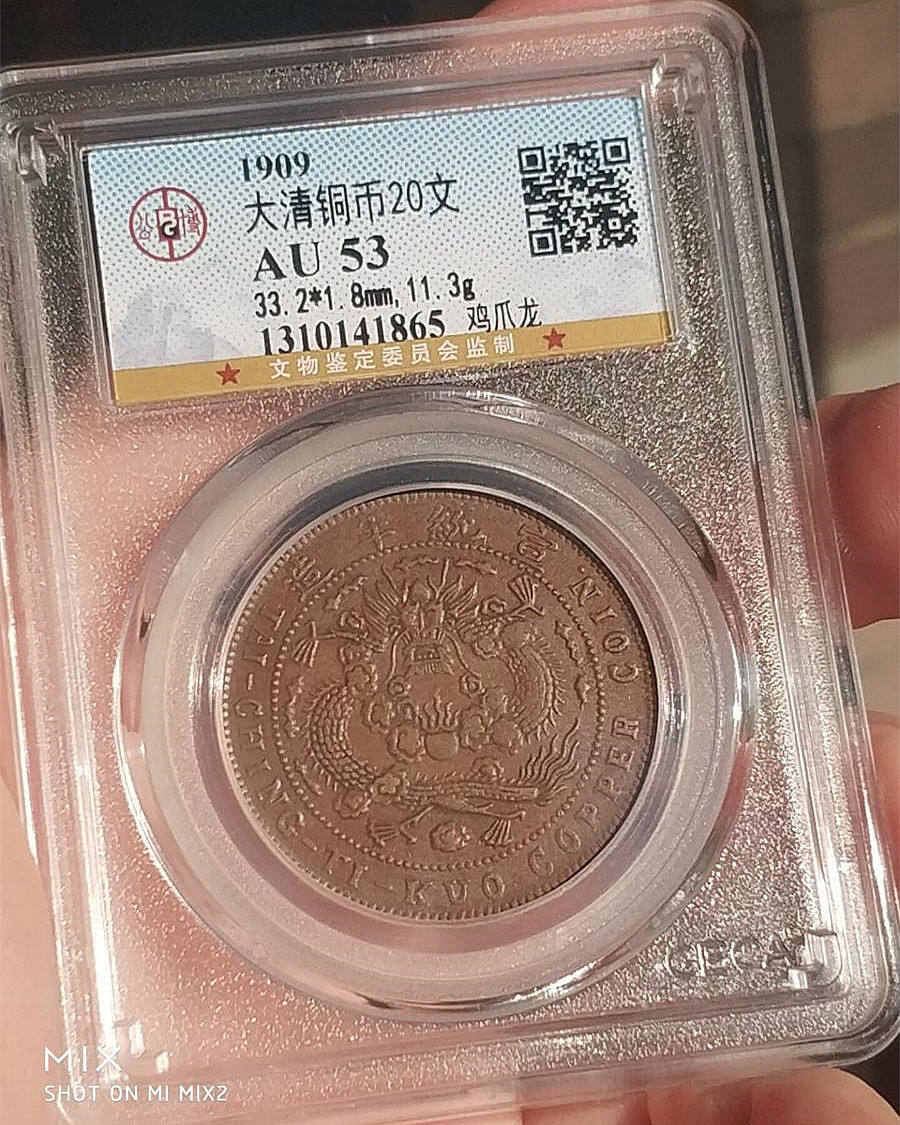 1909
大清铜币20文
公博
AU 53
33.2*1.8mm, 11.3g
1310141865 鸡爪龙
文物鉴定委员会监制
造年統宣
TAI-CHING-TI-KUO COPPER COIN
GBCA
MIX
SHOT ON MI MIX2